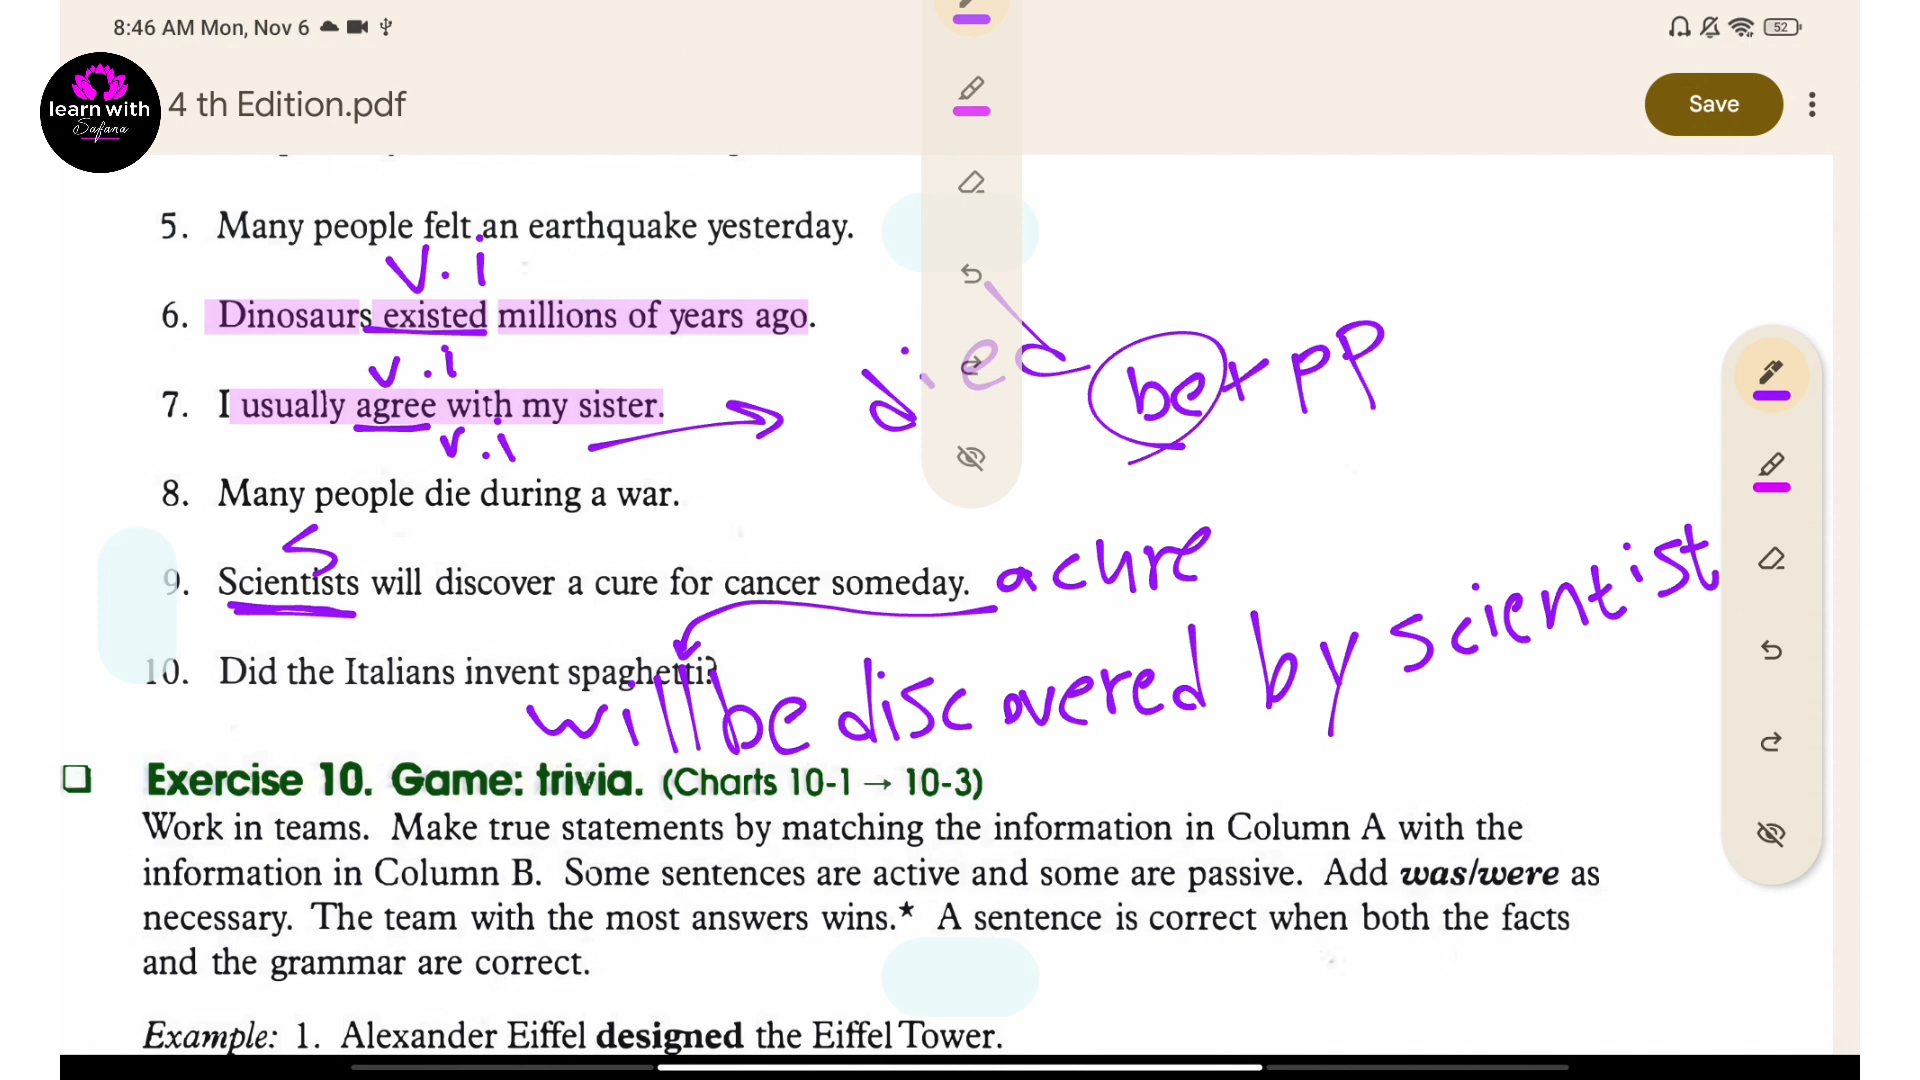 8:46 AM Mon, Nov 6
52
learn with
Safana
4 th Edition.pdf
Save
5. Many people felt an earthquake yesterday.
v.i
6. Dinosaurs existed millions of years ago.
v.i
died be+pp
7. I usually agree with my sister.
v.i
8. Many people die during a war.
S
9. Scientists will discover a cure for cancer someday. a cure
10. Did the Italians invent spaghetti?
will be discovered by scientist
Exercise 10. Game: trivia. (Charts 10-1 → 10-3)
Work in teams. Make true statements by matching the information in Column A with the
information in Column B. Some sentences are active and some are passive. Add was/were as
necessary. The team with the most answers wins.* A sentence is correct when both the facts
and the grammar are correct.
Example: 1. Alexander Eiffel designed the Eiffel Tower.